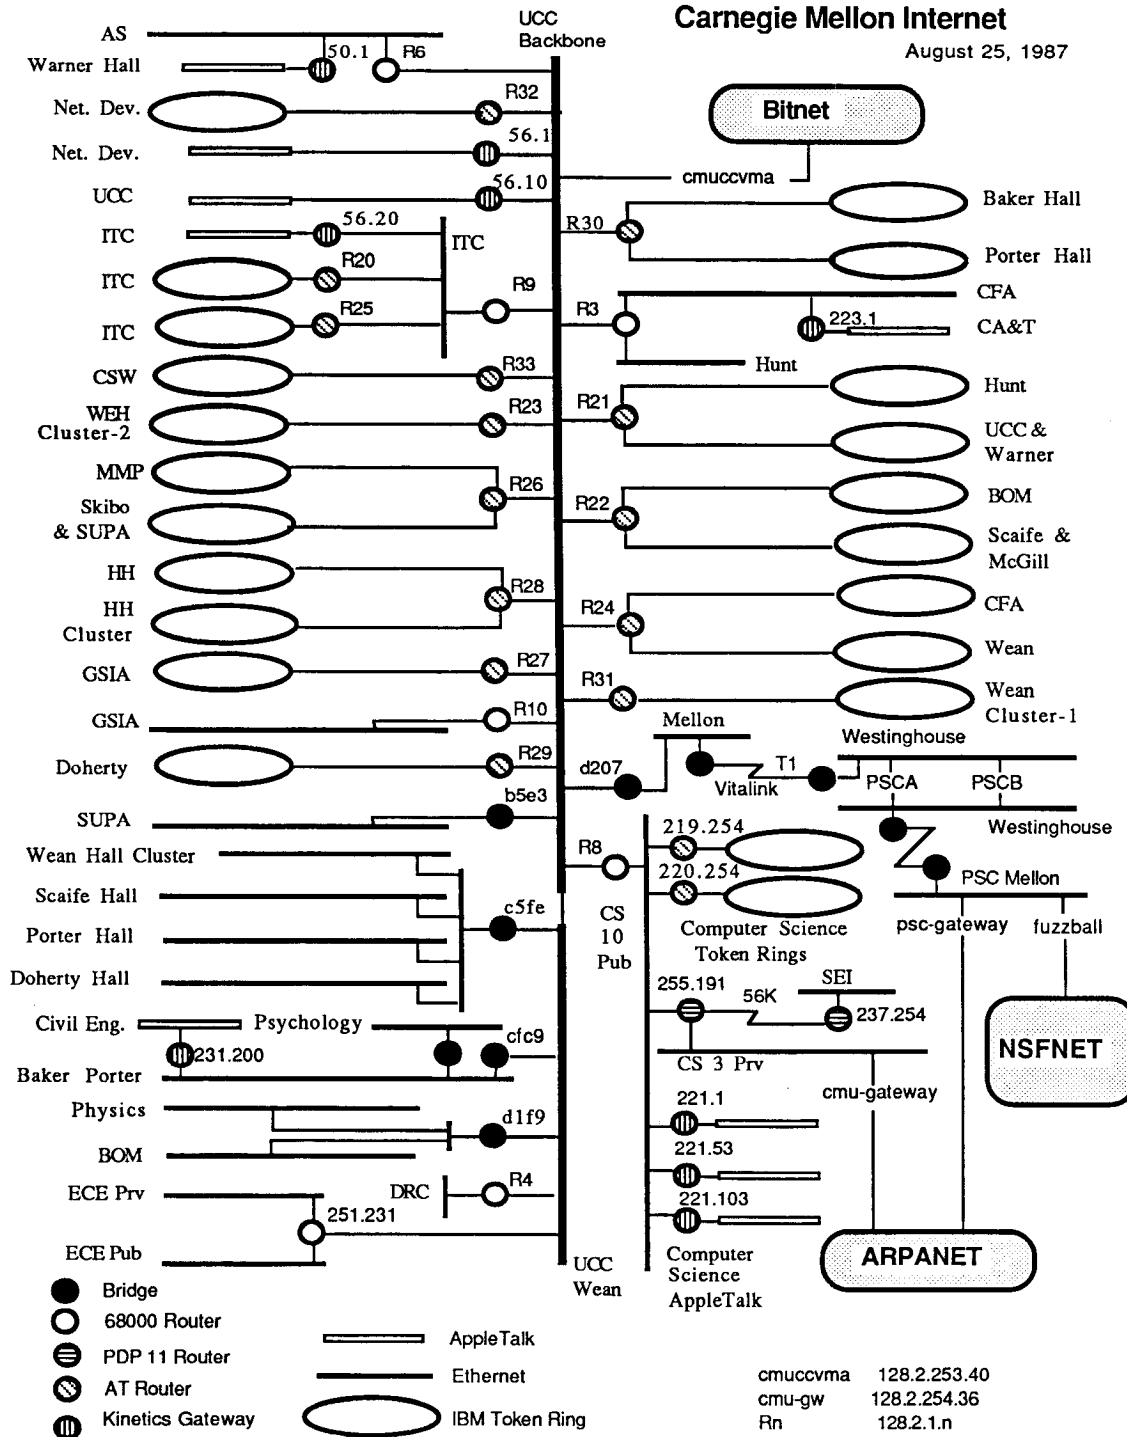 Carnegie Mellon Internet
August 25, 1987
UCC
Backbone
AS
50.1
R6
Warner Hall
Net. Dev.
R32
Net. Dev.
56.1
UCC
56.10
ITC
56.20
ITC
ITC
R20
R9
ITC
R25
CSW
R33
WEH
Cluster-2
R23
MMP
R26
Skibo
& SUPA
HH
R28
HH
Cluster
GSIA
R27
GSIA
R10
Doherty
R29
SUPA
b5e3
Wean Hall Cluster
Scaife Hall
c5fe
Porter Hall
Doherty Hall
Civil Eng.
Psychology
231.200
cfc9
Baker Porter
Physics
d1f9
BOM
ECE Prv
DRC
R4
251.231
ECE Pub
UCC
Wean
Bitnet
cmuccvma
Baker Hall
R30
Porter Hall
CFA
R3
223.1
CA&T
Hunt
Hunt
R21
UCC &
Warner
BOM
R22
Scaife &
McGill
CFA
R24
Wean
R31
Wean
Cluster-1
Mellon
Westinghouse
d207
Vitalink
T1
PSCA
PSCB
Westinghouse
R8
219.254
220.254
PSC Mellon
CS
10
Pub
Computer Science
Token Rings
psc-gateway
fuzzball
255.191
56K
SEI
237.254
CS 3 Prv
NSFNET
cmu-gateway
221.1
221.53
221.103
Computer
Science
AppleTalk
ARPANET
Bridge
68000 Router
PDP 11 Router
AT Router
Kinetics Gateway
AppleTalk
Ethernet
IBM Token Ring
cmuccvma 128.2.253.40
cmu-gw 128.2.254.36
Rn 128.2.1.n